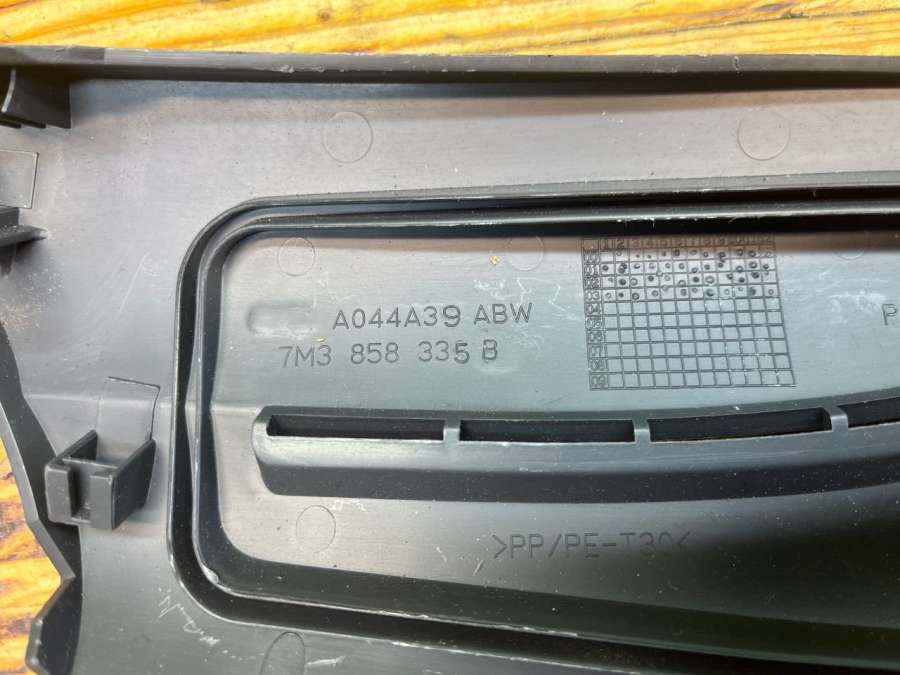 A044A39 ABW
7M3 858 335 B
P
>PP/PE-T30<